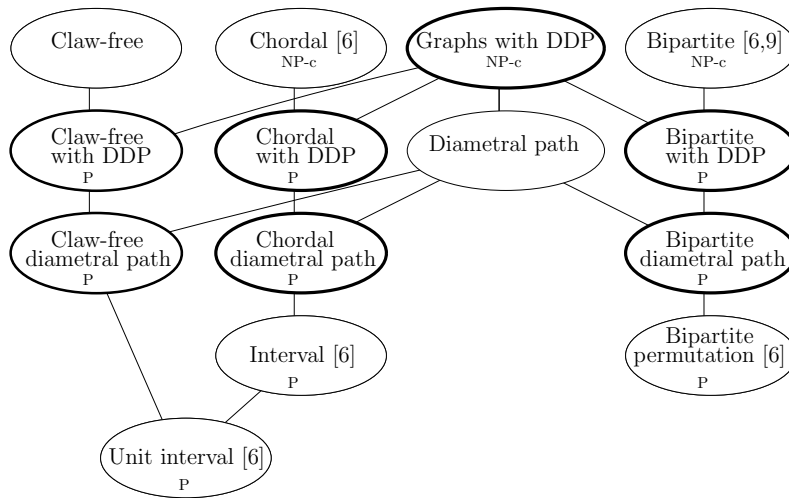 Claw-free
Chordal [6]
NP-c
Graphs with DDP
NP-c
Bipartite [6,9]
NP-c
Claw-free
with DDP
P
Chordal
with DDP
P
Diametral path
Bipartite
with DDP
P
Claw-free
diametral path
P
Chordal
diametral path
P
Bipartite
diametral path
P
Interval [6]
P
Bipartite
permutation [6]
P
Unit interval [6]
P